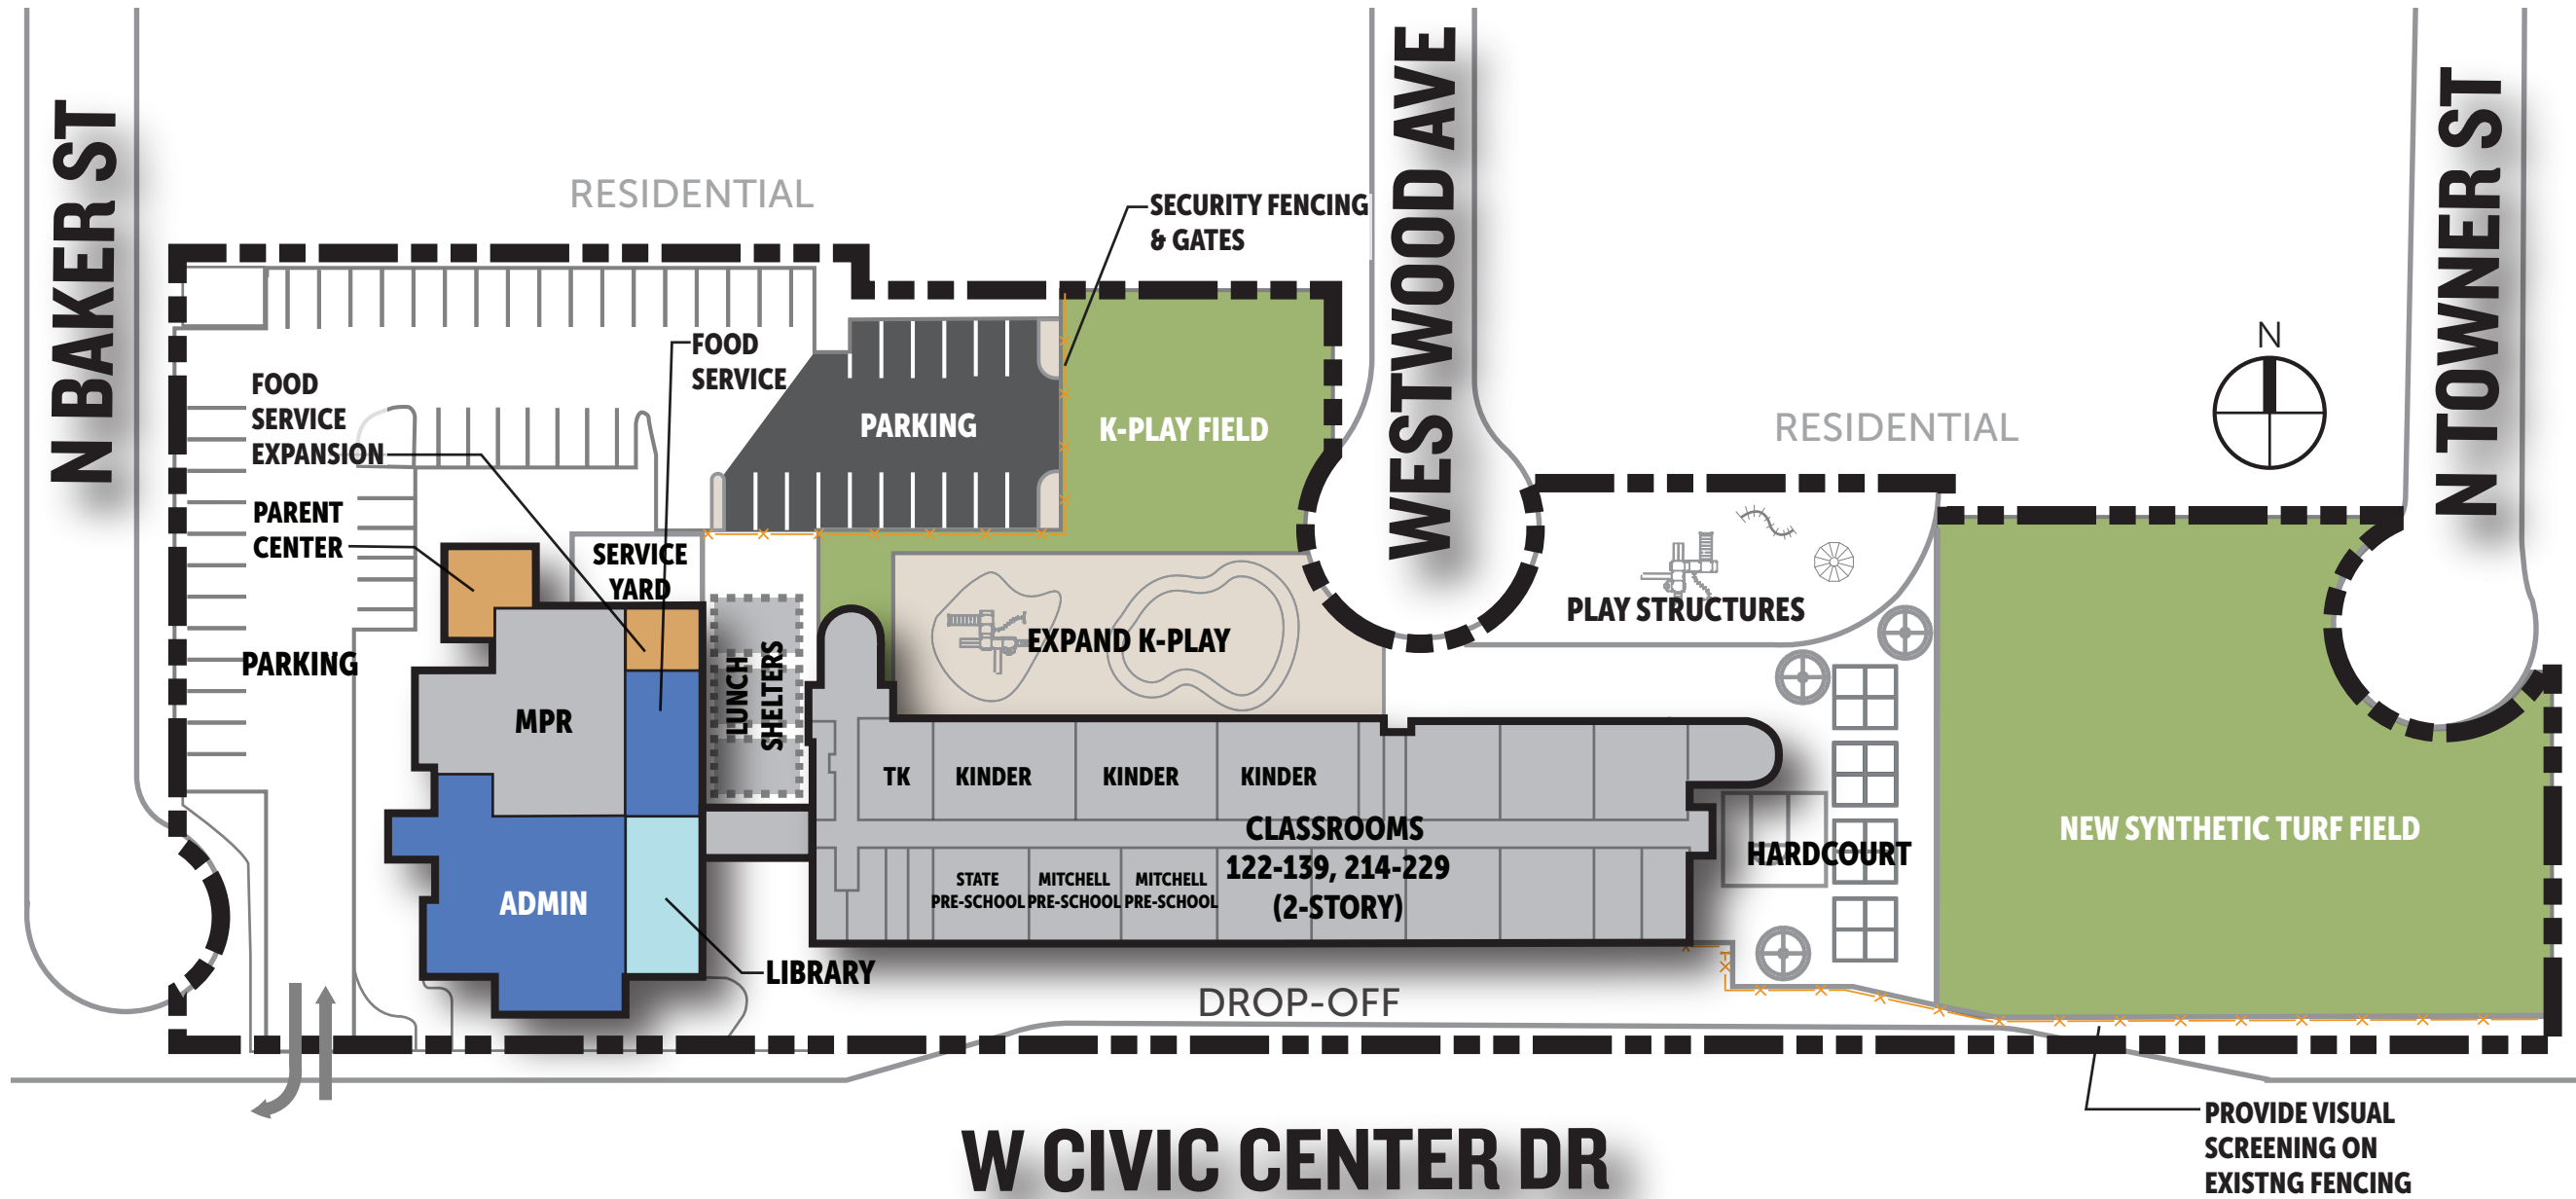 N BAKER ST
WESTWOOD AVE
N TOWNER ST
RESIDENTIAL
SECURITY FENCING
& GATES
N
FOOD
SERVICE
FOOD
SERVICE
EXPANSION
PARKING
K-PLAY FIELD
RESIDENTIAL
PARENT
CENTER
SERVICE
YARD
PLAY STRUCTURES
EXPAND K-PLAY
PARKING
LUNCH
SHELTERS
MPR
TK
KINDER
KINDER
KINDER
CLASSROOMS
122-139, 214-229
(2-STORY)
HARDCOURT
NEW SYNTHETIC TURF FIELD
STATE
PRE-SCHOOL
MITCHELL
PRE-SCHOOL
MITCHELL
PRE-SCHOOL
ADMIN
LIBRARY
DROP-OFF
PROVIDE VISUAL
SCREENING ON
EXISTNG FENCING
W CIVIC CENTER DR